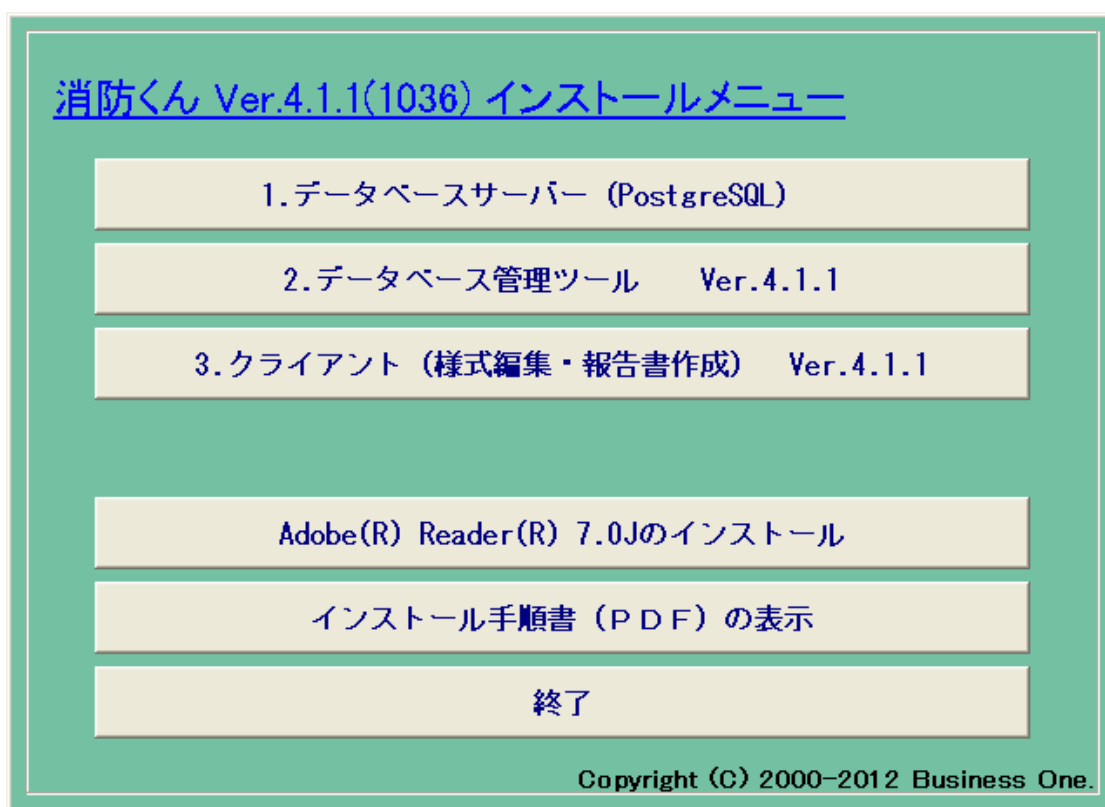 消防くん Ver.4.1.1(1036) インストールメニュー
1.データベースサーバー (PostgreSQL)
2.データベース管理ツール　Ver.4.1.1
3.クライアント (様式編集・報告書作成)　Ver.4.1.1
Adobe(R) Reader(R) 7.0Jのインストール
インストール手順書（ＰＤＦ）の表示
終了
Copyright (C) 2000-2012 Business One.